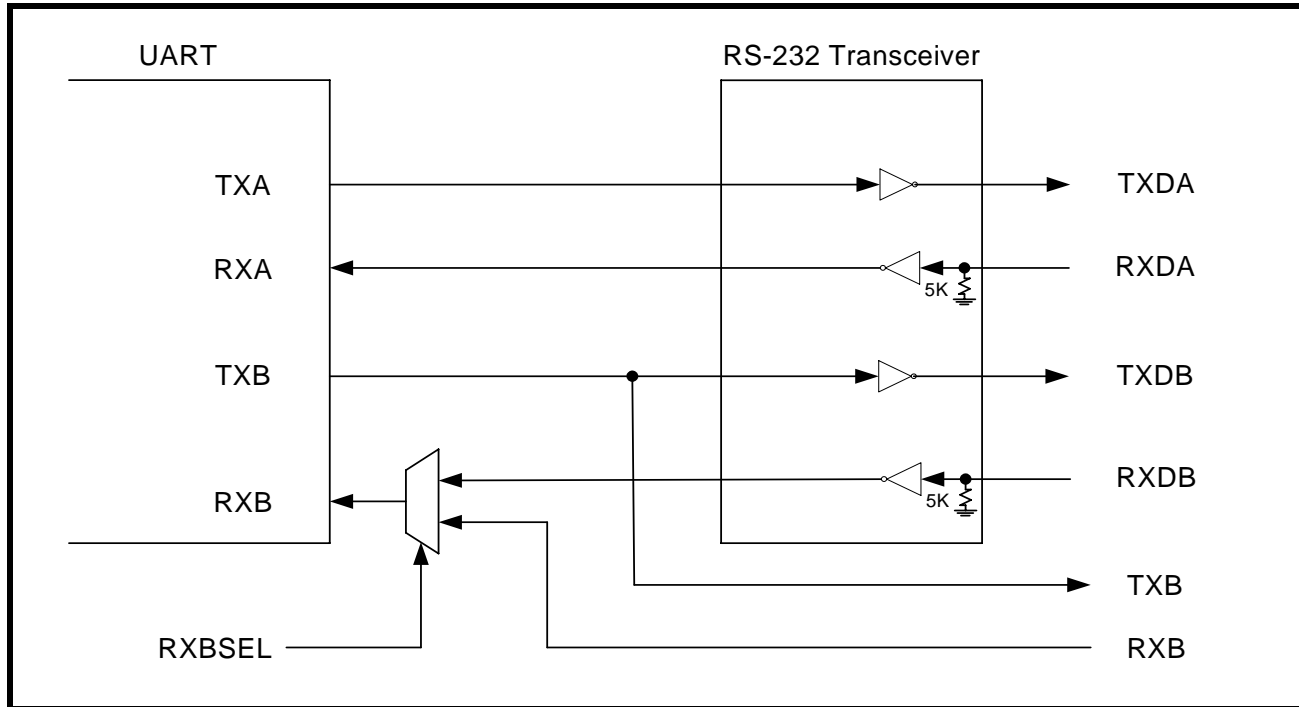 UART
RS-232 Transceiver
TXA
TXDA
RXA
5K
RXDA
TXB
TXDB
RXB
5K
RXDB
TXB
RXBSEL
RXB